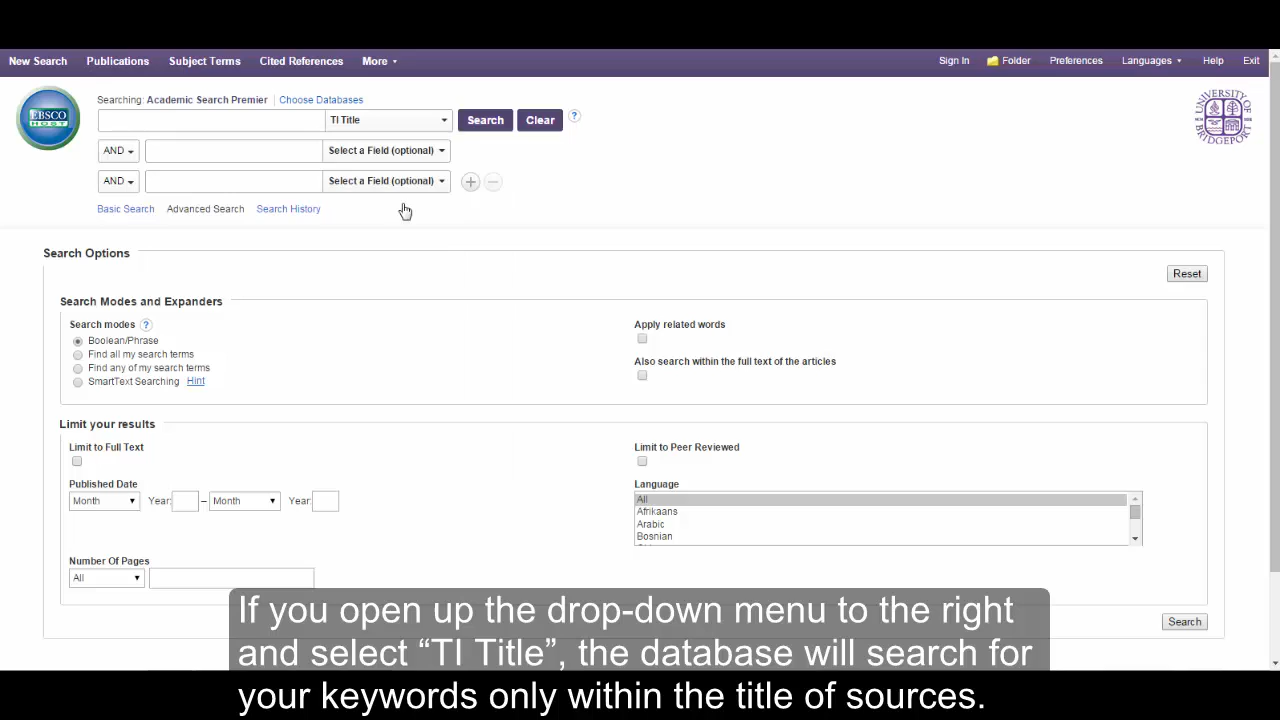 New Search Publications Subject Terms Cited References More Sign In Folder Preferences Languages Help Exit
Searching: Academic Search Premier Choose Databases
EBSCO HOST
TI Title Search Clear ?
AND Select a Field (optional)
AND Select a Field (optional)
Basic Search Advanced Search Search History
UNIVERSITY OF BRIDGEPORT
Search Options
Reset
Search Modes and Expanders
Search modes ?
Boolean/Phrase
Find all my search terms
Find any of my search terms
SmartText Searching Hint
Apply related words
Also search within the full text of the articles
Limit your results
Limit to Full Text
Published Date
Month Year: – Month Year:
Number Of Pages
All
Limit to Peer Reviewed
Language
All
Afrikaans
Arabic
Bosnian
Search
If you open up the drop-down menu to the right
and select “TI Title”, the database will search for
your keywords only within the title of sources.